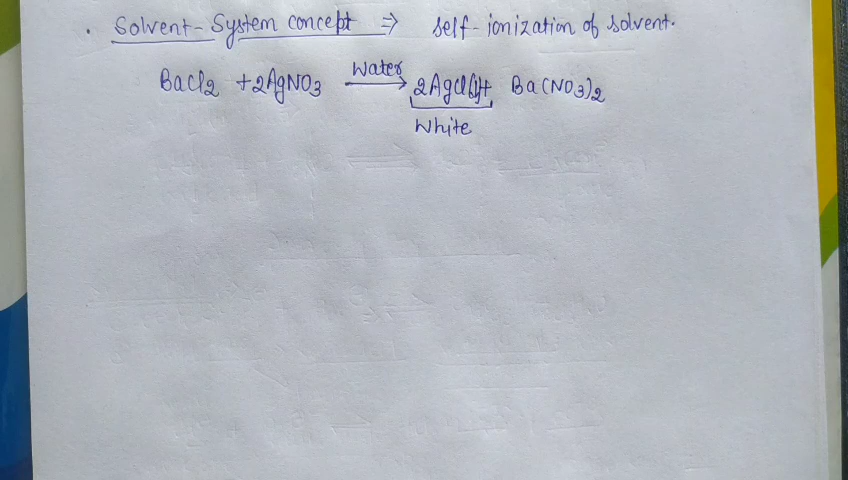 . Solvent-System concept ⇒ self-ionization of solvent.
BaCl2 + 2AgNO3 Water → 2AgCl(s)+ Ba(NO3)2
White